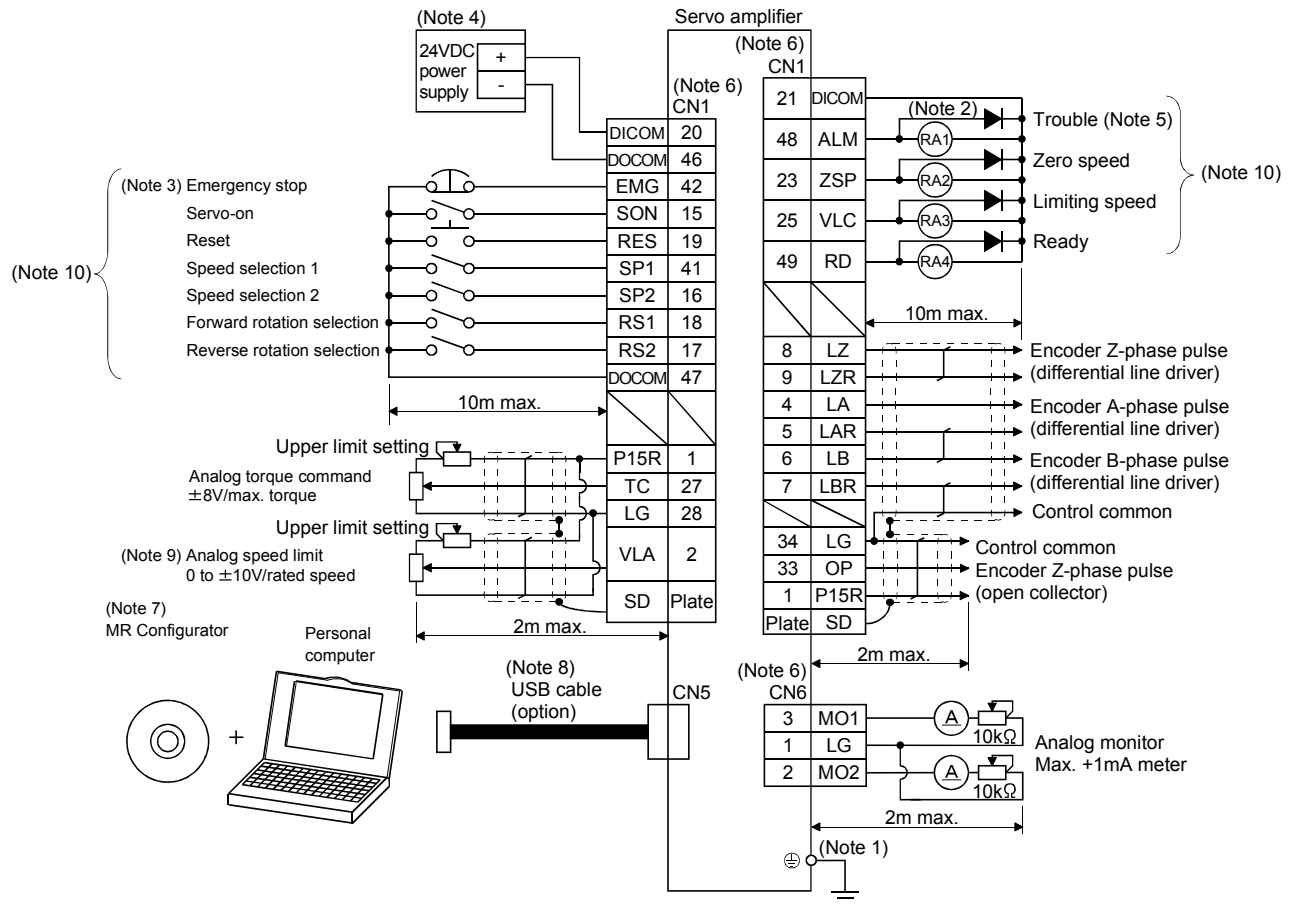 (Note 4)
24VDC
power
supply
+
-
Servo amplifier
(Note 6)
CN1
DICOM 20
DOCOM 46
EMG 42
SON 15
RES 19
SP1 41
SP2 16
RS1 18
RS2 17
DOCOM 47
P15R 1
TC 27
LG 28
VLA 2
SD Plate
(Note 10)
(Note 3) Emergency stop
Servo-on
Reset
Speed selection 1
Speed selection 2
Forward rotation selection
Reverse rotation selection
10m max.
Upper limit setting
Analog torque command
±8V/max. torque
Upper limit setting
(Note 9) Analog speed limit
0 to ±10V/rated speed
2m max.
(Note 7)
MR Configurator
+
Personal
computer
(Note 8)
USB cable
(option)
CN5
(Note 6)
CN1
21 DICOM
48 ALM
23 ZSP
25 VLC
49 RD
8 LZ
9 LZR
4 LA
5 LAR
6 LB
7 LBR
34 LG
33 OP
1 P15R
Plate SD
(Note 2)
RA1
RA2
RA3
RA4
Trouble (Note 5)
Zero speed
Limiting speed
Ready
(Note 10)
10m max.
Encoder Z-phase pulse
(differential line driver)
Encoder A-phase pulse
(differential line driver)
Encoder B-phase pulse
(differential line driver)
Control common
Control common
Encoder Z-phase pulse
(open collector)
2m max.
(Note 6)
CN6
3 MO1
1 LG
2 MO2
A
10kΩ
A
10kΩ
Analog monitor
Max. +1mA meter
2m max.
(Note 1)